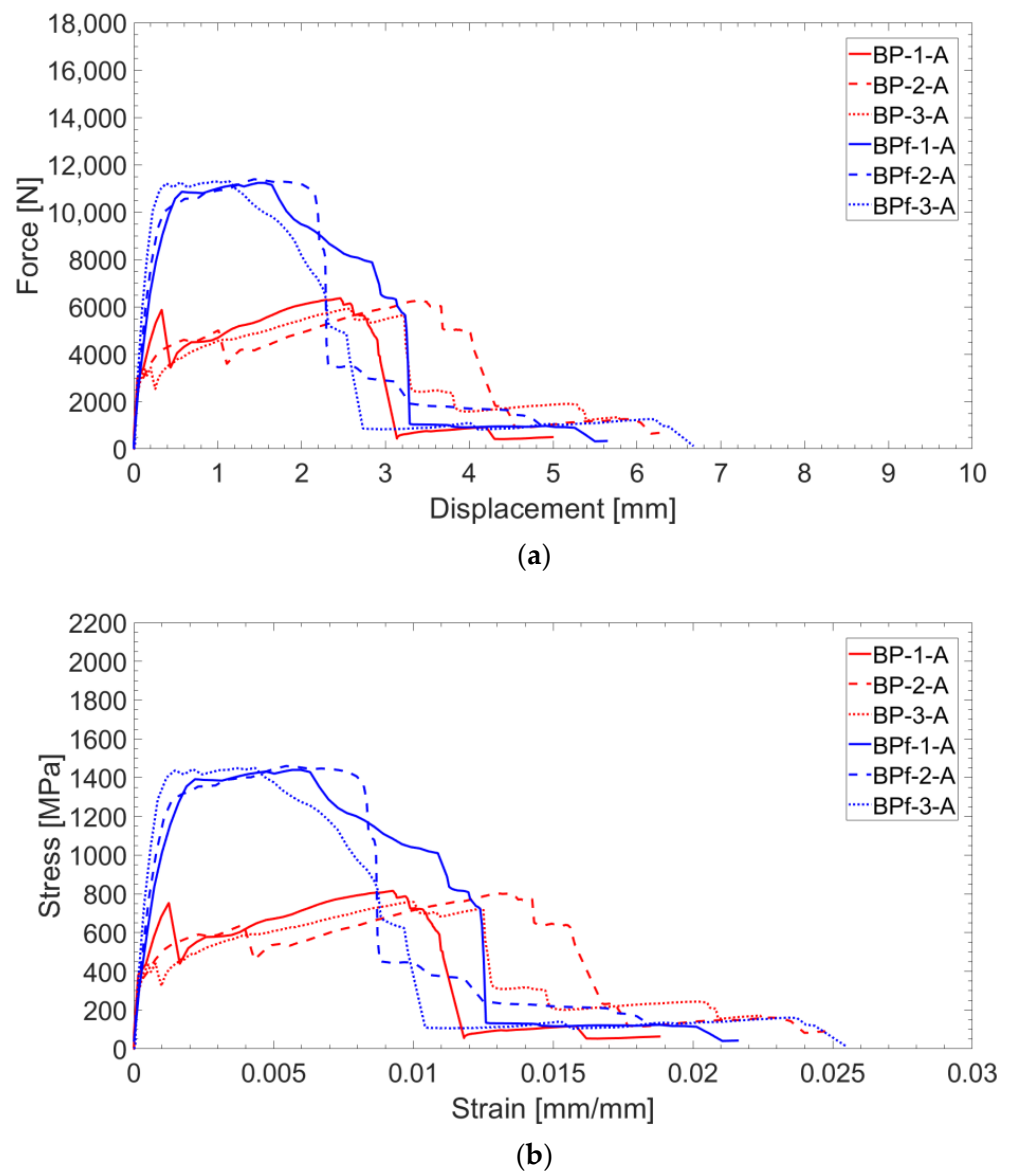 18,000
16,000
14,000
12,000
10,000
8000
6000
4000
2000
0
Force [N]
BP-1-A
BP-2-A
BP-3-A
BPf-1-A
BPf-2-A
BPf-3-A
0 1 2 3 4 5 6 7 8 9 10
Displacement [mm]
(a)
2200
2000
1800
1600
1400
1200
1000
800
600
400
200
0
Stress [MPa]
BP-1-A
BP-2-A
BP-3-A
BPf-1-A
BPf-2-A
BPf-3-A
0 0.005 0.01 0.015 0.02 0.025 0.03
Strain [mm/mm]
(b)